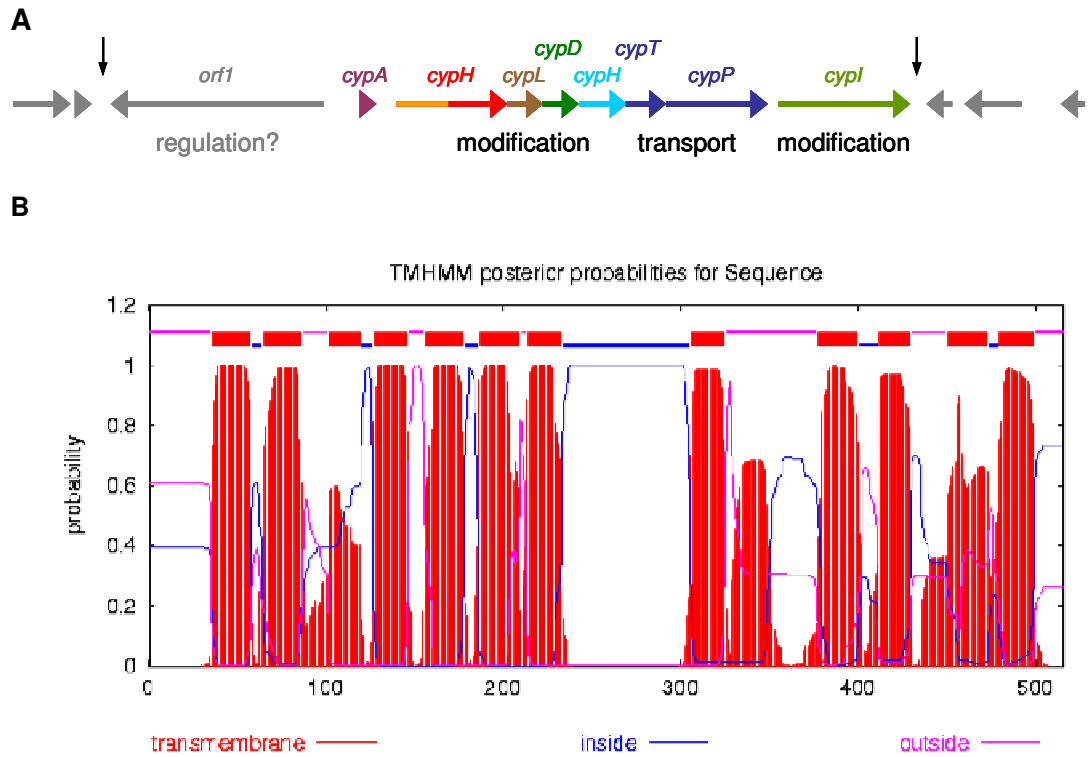 A
cypD cypT
orf1 cypA cypH cypL cypH cypP cypI
regulation? modification transport modification
B
TMHMM posterior probabilities for Sequence
1.2
1
0.8
0.6
0.4
0.2
0
probability
0 100 200 300 400 500
transmembrane inside outside